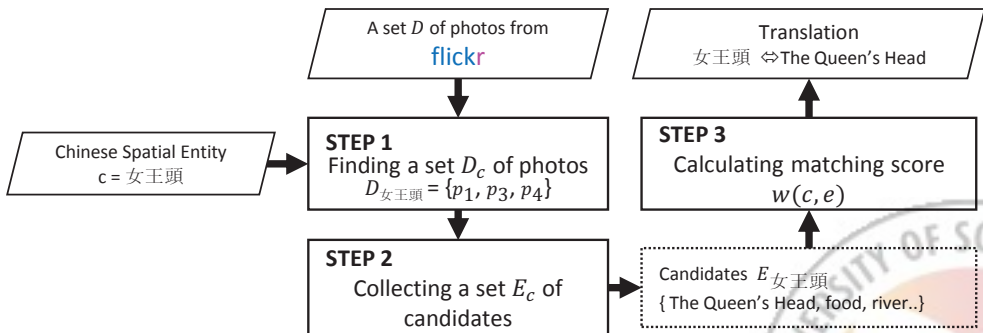 A set D of photos from
flickr
Chinese Spatial Entity
c = 女王頭
STEP 1
Finding a set D_c of photos
D_女王頭 = {p_1, p_3, p_4}
STEP 2
Collecting a set E_c of
candidates
Candidates E_女王頭
{ The Queen's Head, food, river..}
STEP 3
Calculating matching score
w(c, e)
Translation
女王頭 ⇔The Queen's Head